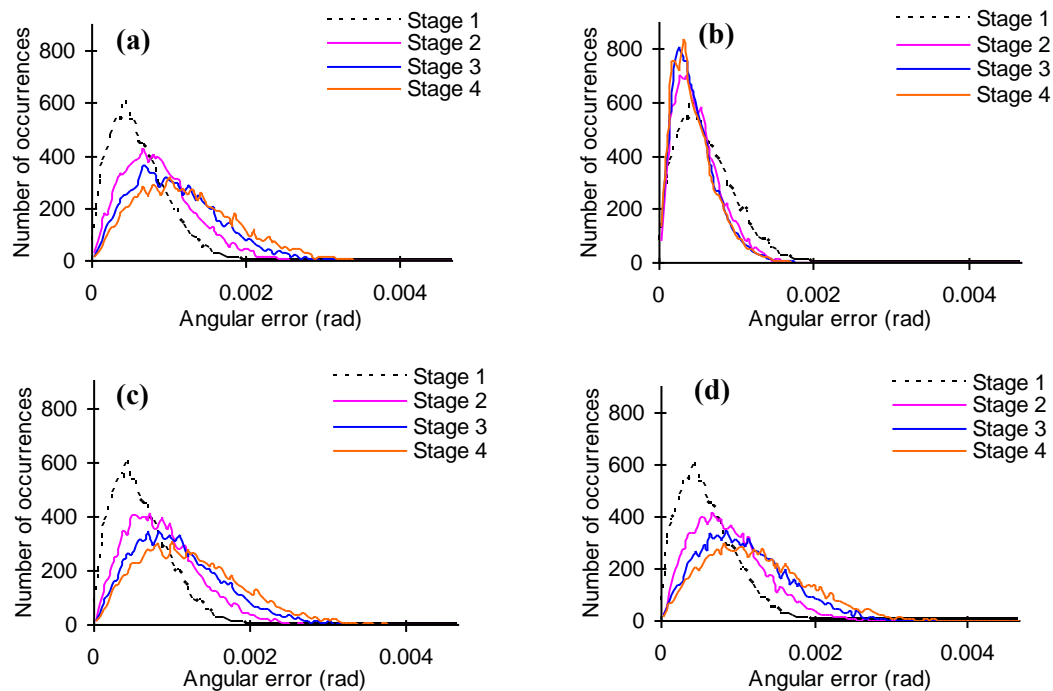 (a)
Stage 1
Stage 2
Stage 3
Stage 4
Number of occurrences
800
600
400
200
0
0
0.002
0.004
Angular error (rad)
(b)
Stage 1
Stage 2
Stage 3
Stage 4
Number of occurrences
800
600
400
200
0
0
0.002
0.004
Angular error (rad)
(c)
Stage 1
Stage 2
Stage 3
Stage 4
Number of occurrences
800
600
400
200
0
0
0.002
0.004
Angular error (rad)
(d)
Stage 1
Stage 2
Stage 3
Stage 4
Number of occurrences
800
600
400
200
0
0
0.002
0.004
Angular error (rad)